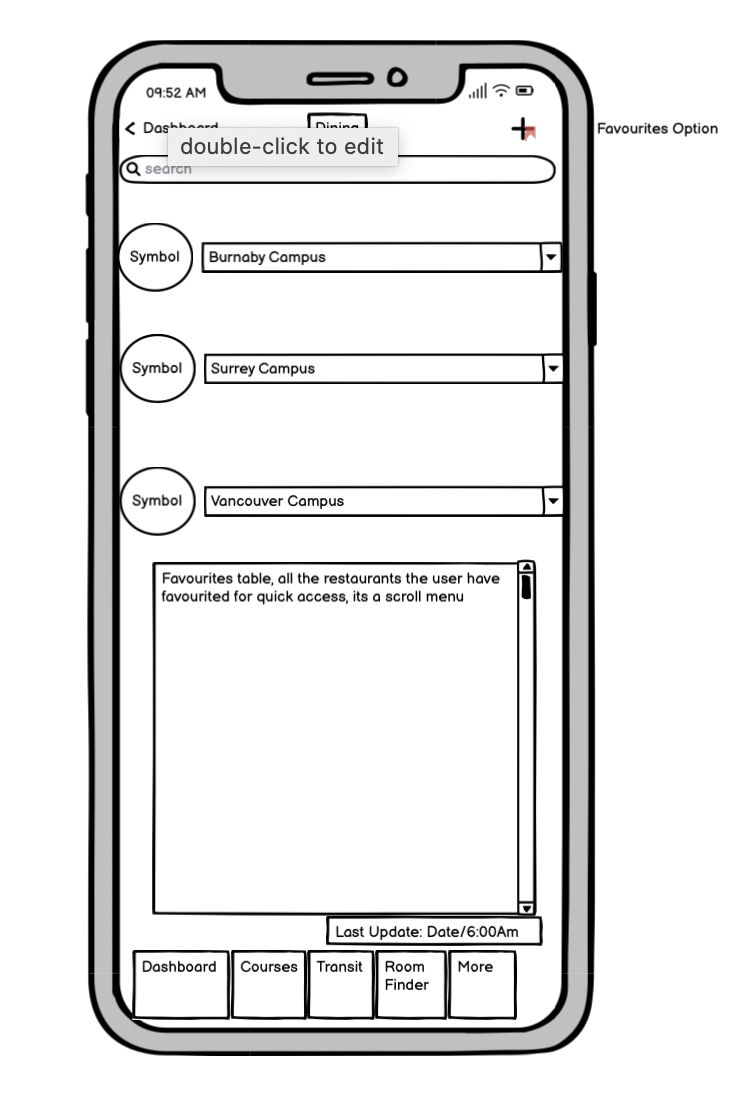 09:52 AM
Dashboard
Dining
Favourites Option
double-click to edit
search
Symbol
Burnaby Campus
Symbol
Surrey Campus
Symbol
Vancouver Campus
Favourites table, all the restaurants the user have
favourited for quick access, its a scroll menu
Last Update: Date/6:00Am
Dashboard
Courses
Transit
Room
Finder
More